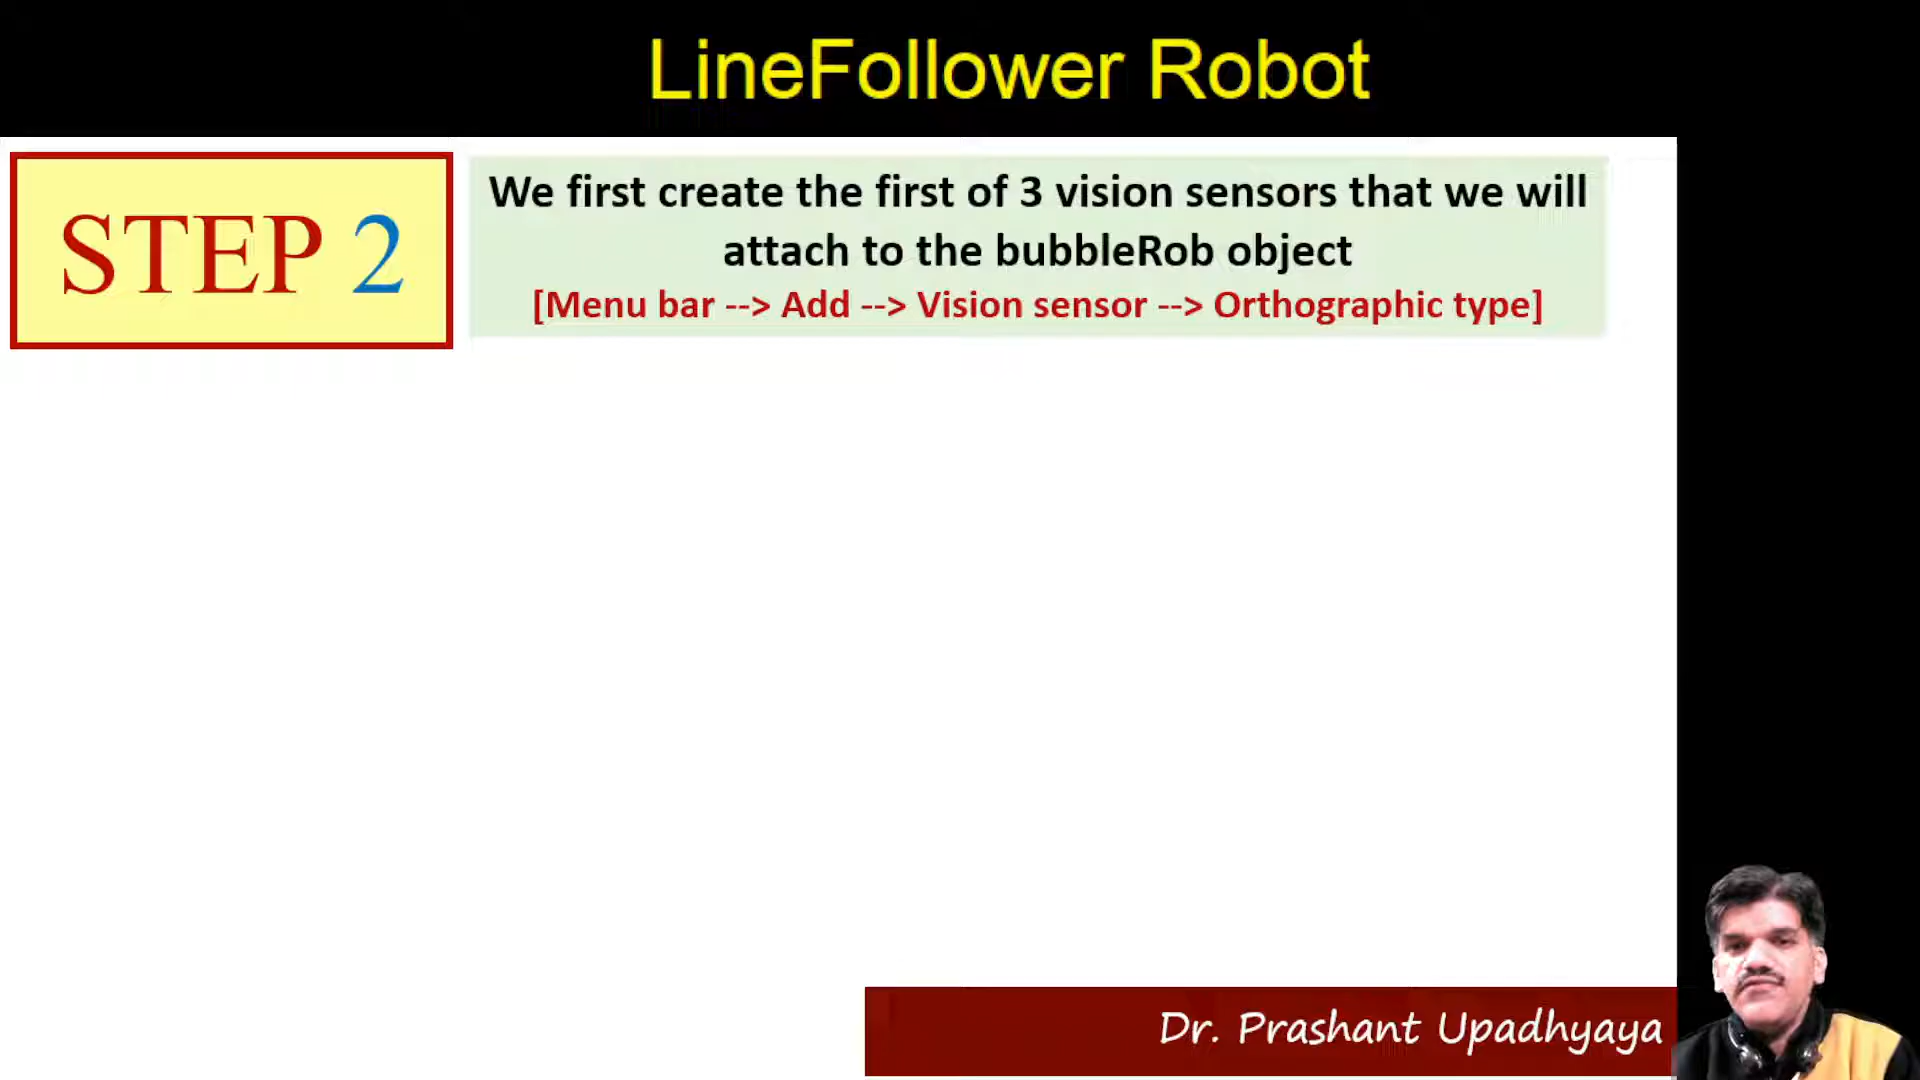 LineFollower Robot
STEP 2
We first create the first of 3 vision sensors that we will
attach to the bubbleRob object
[Menu bar --> Add --> Vision sensor --> Orthographic type]
Dr. Prashant Upadhyaya